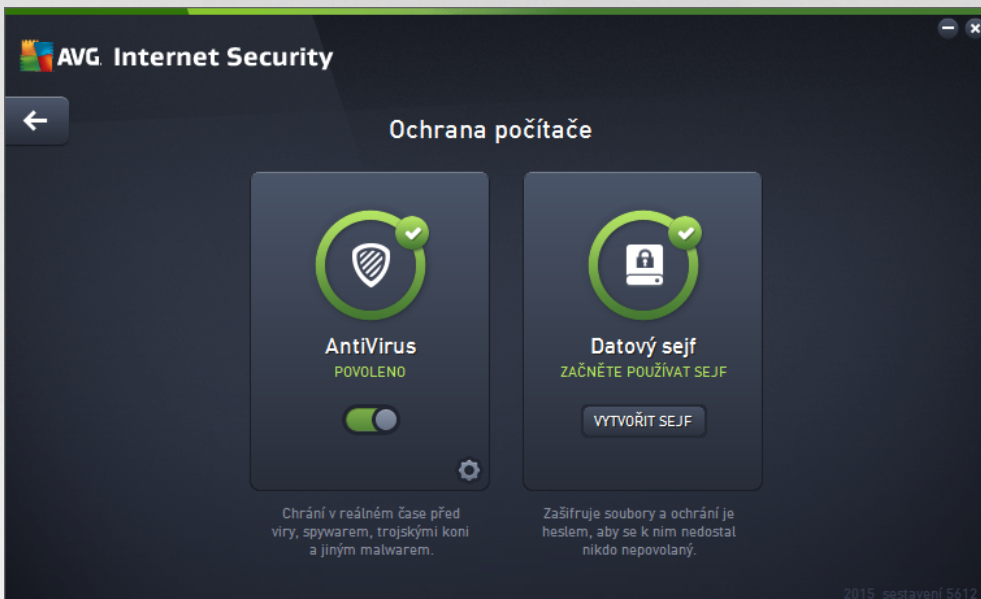 AVG. Internet Security
Ochrana počítače
AntiVirus
POVOLENO
Chrání v reálném čase před
viry, spywarem, trojskými koni
a jiným malwarem.
Datový sejf
ZAČNĚTE POUŽÍVAT SEJF
VYTVOŘIT SEJF
Zašifruje soubory a ochrání je
heslem, aby se k nim nedostal
nikdo nepovolaný.
2015 sestavení 5612